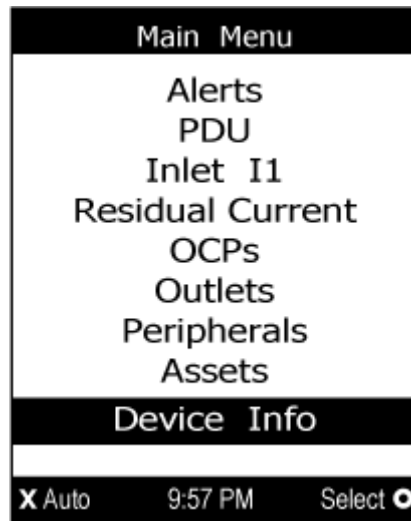 Main Menu
Alerts
PDU
Inlet I1
Residual Current
OCPs
Outlets
Peripherals
Assets
Device Info
X Auto 9:57 PM Select O